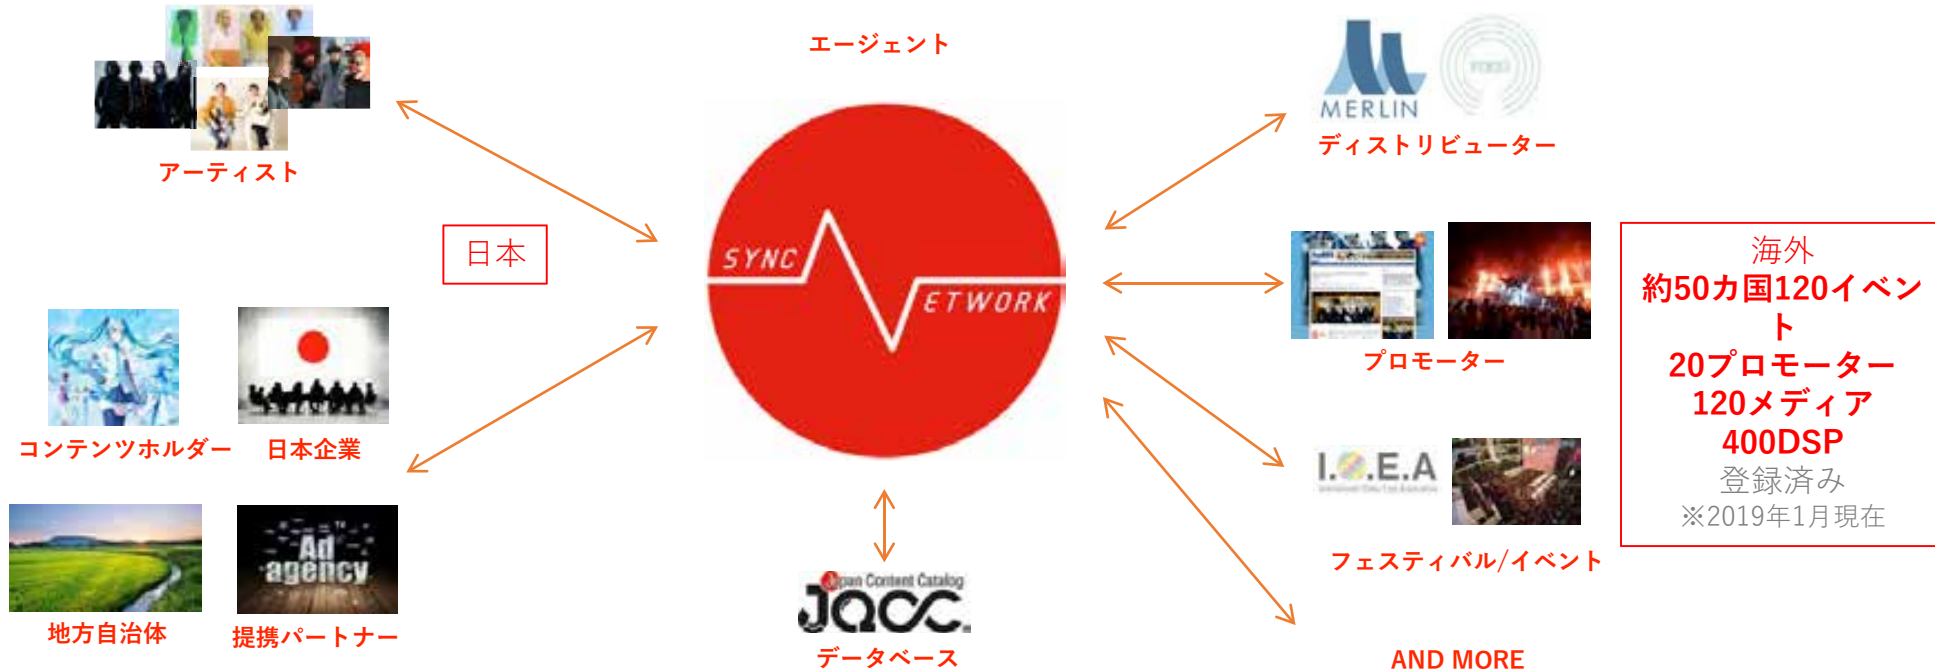 エージェント
MERLIN
ディストリビューター
アーティスト
日本
SYNC
ETWORK
海外
約50カ国120イベン
ト
20プロモーター
120メディア
400DSP
登録済み
※2019年1月現在
プロモーター
コンテンツホルダー
日本企業
I.O.E.A
フェスティバル/イベント
Ad
agency
地方自治体
提携パートナー
Japan Content Catalog
JACC
データベース
AND MORE